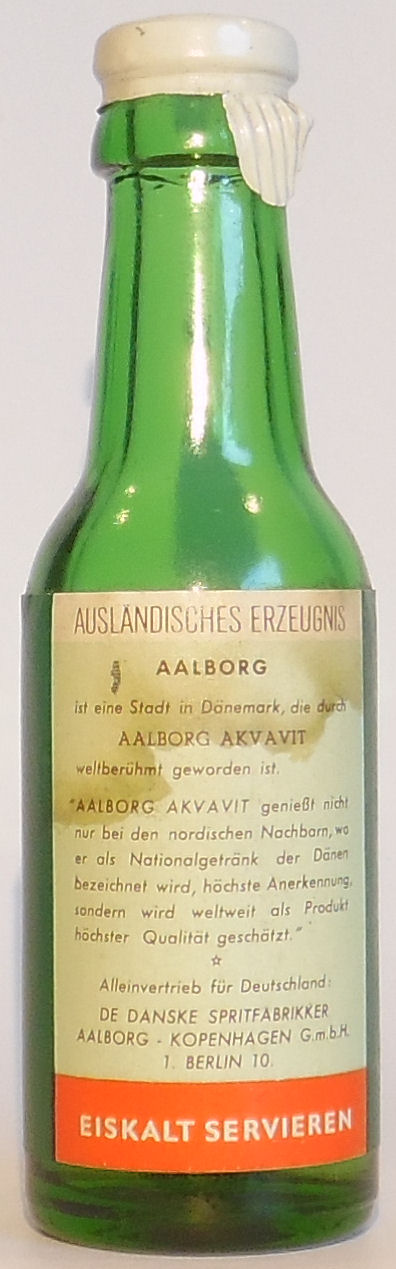 AUSLÄNDISCHES ERZEUGNIS
AALBORG
ist eine Stadt in Dänemark, die durch
AALBORG AKVAVIT
weltberühmt geworden ist.
"AALBORG AKVAVIT genießt nicht
nur bei den nordischen Nachbarn, wo
er als Nationalgetränk der Dänen
bezeichnet wird, höchste Anerkennung,
sondern wird weltweit als Produkt
höchster Qualität geschätzt."
Alleinvertrieb für Deutschland:
DE DANSKE SPRITFABRIKKER
AALBORG - KOPENHAGEN G.m.b.H.
1. BERLIN 10.
EISKALT SERVIEREN